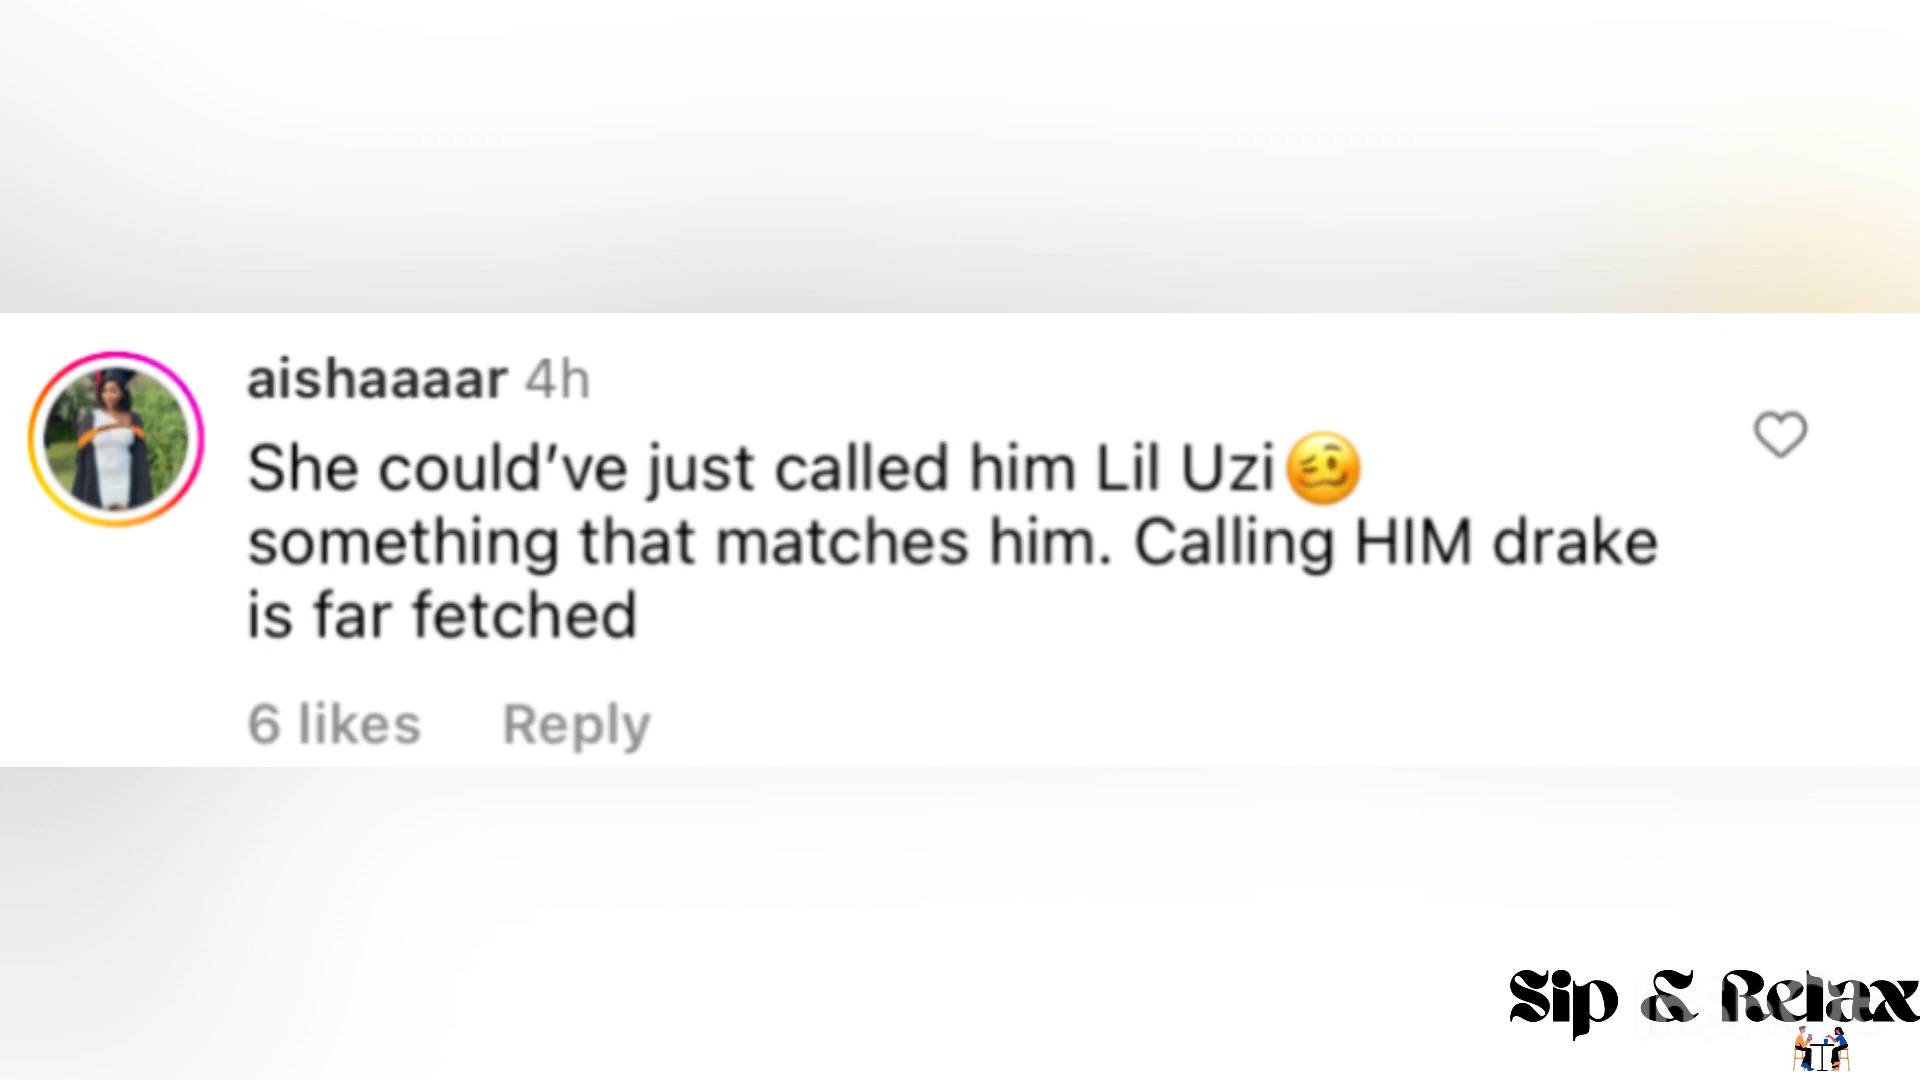 aishaaaar 4h
She could’ve just called him Lil Uzi🥴
something that matches him. Calling HIM drake
is far fetched
6 likes Reply
Sip & Relax